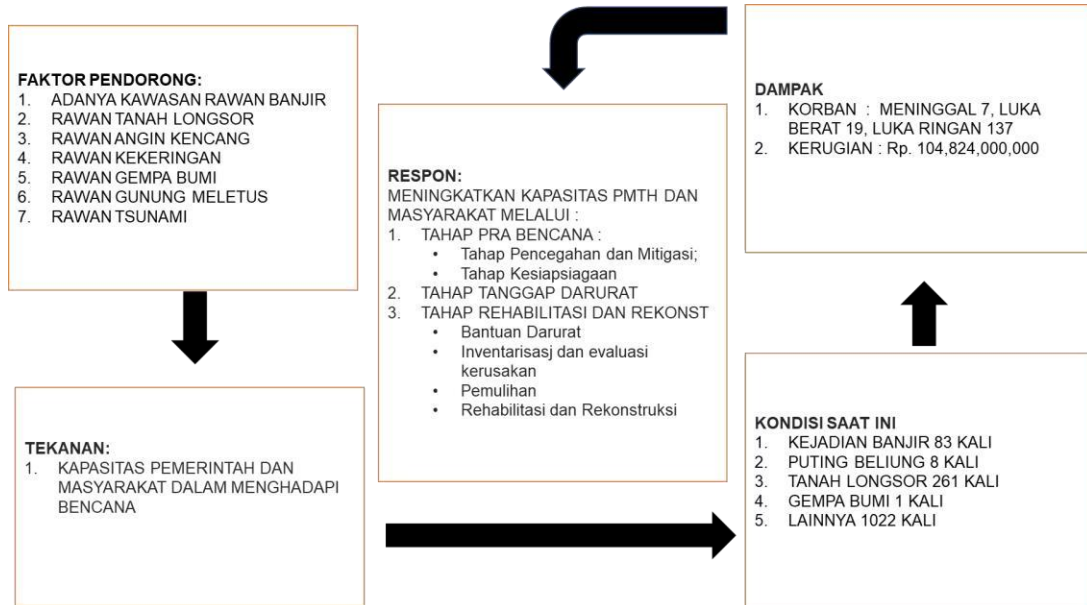 FAKTOR PENDORONG:
1. ADANYA KAWASAN RAWAN BANJIR
2. RAWAN TANAH LONGSOR
3. RAWAN ANGIN KENCANG
4. RAWAN KEKERINGAN
5. RAWAN GEMPA BUMI
6. RAWAN GUNUNG MELETUS
7. RAWAN TSUNAMI
TEKANAN:
1. KAPASITAS PEMERINTAH DAN
MASYARAKAT DALAM MENGHADAPI
BENCANA
RESPON:
MENINGKATKAN KAPASITAS PMTH DAN
MASYARAKAT MELALUI :
1. TAHAP PRA BENCANA :
• Tahap Pencegahan dan Mitigasi;
• Tahap Kesiapsiagaan
2. TAHAP TANGGAP DARURAT
3. TAHAP REHABILITASI DAN REKONST
• Bantuan Darurat
• Inventarisasj dan evaluasi
kerusakan
• Pemulihan
• Rehabilitasi dan Rekonstruksi
DAMPAK
1. KORBAN : MENINGGAL 7, LUKA
BERAT 19, LUKA RINGAN 137
2. KERUGIAN : Rp. 104,824,000,000
KONDISI SAAT INI
1. KEJADIAN BANJIR 83 KALI
2. PUTING BELIUNG 8 KALI
3. TANAH LONGSOR 261 KALI
4. GEMPA BUMI 1 KALI
5. LAINNYA 1022 KALI